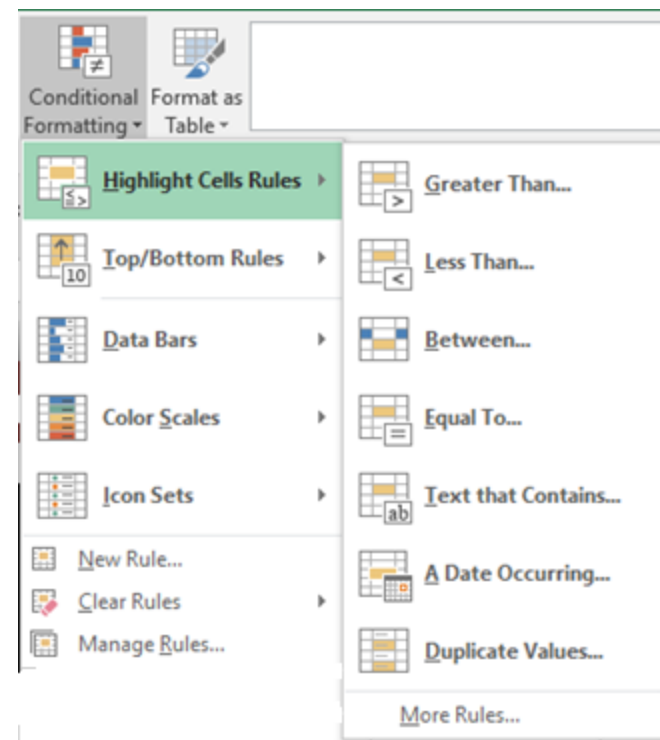 Conditional
Formatting
Format as
Table
Highlight Cells Rules
Top/Bottom Rules
10
Data Bars
Color Scales
Icon Sets
New Rule...
Clear Rules
Manage Rules...
Greater Than...
>
Less Than...
<
Between...
Equal To...
=
Text that Contains...
ab
A Date Occurring...
Duplicate Values...
More Rules...